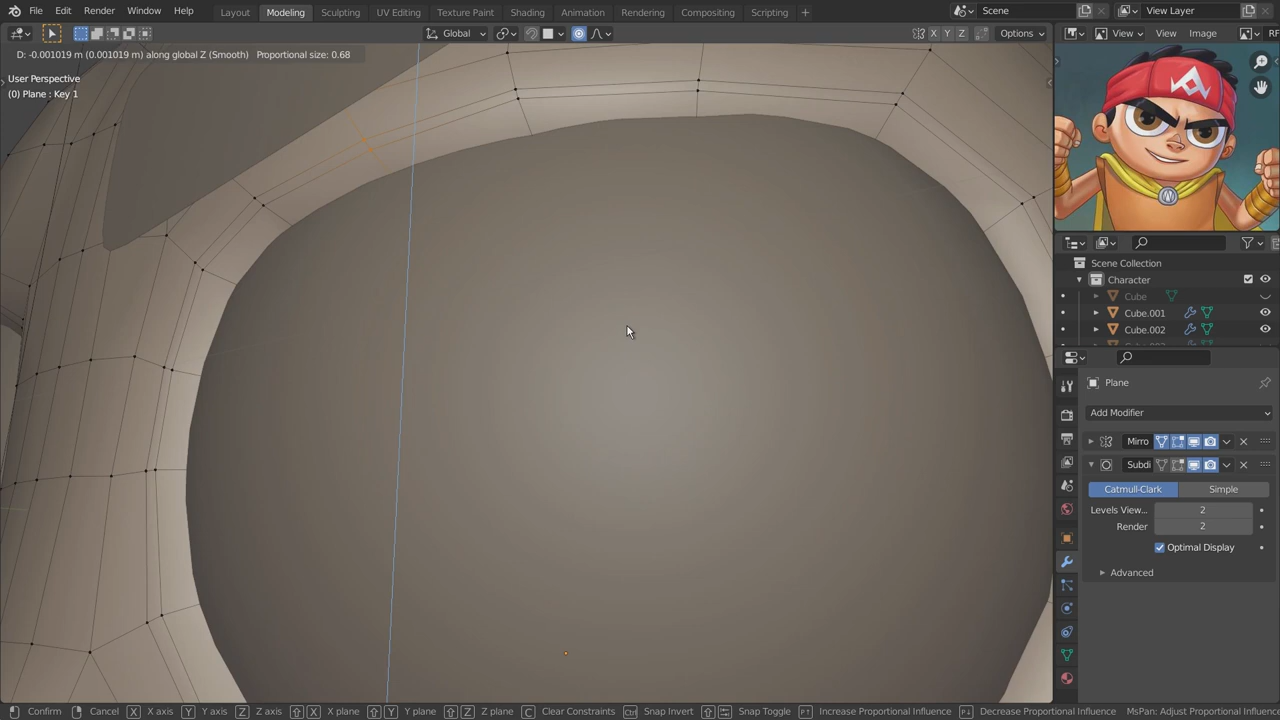 File Edit Render Window Help Layout Modeling Sculpting UV Editing Texture Paint Shading Animation Rendering Compositing Scripting + Scene View Layer
Global X Y Z Options View View Image
D: -0.001019 m (0.001019 m) along global Z (Smooth) Proportional size: 0.68
User Perspective
(0) Plane : Key 1
Scene Collection
Character
Cube
Cube.001
Cube.002
Plane
Add Modifier
Mirro
Subdi
Catmull-Clark Simple
Levels View... 2
Render 2
Optimal Display
Advanced
Confirm Cancel X X axis Y Y axis Z Z axis X X plane Y Y plane Z Z plane C Clear Constraints Ctrl Snap Invert Snap Toggle Increase Proportional Influence Decrease Proportional Influence MsPan: Adjust Proportional Influence